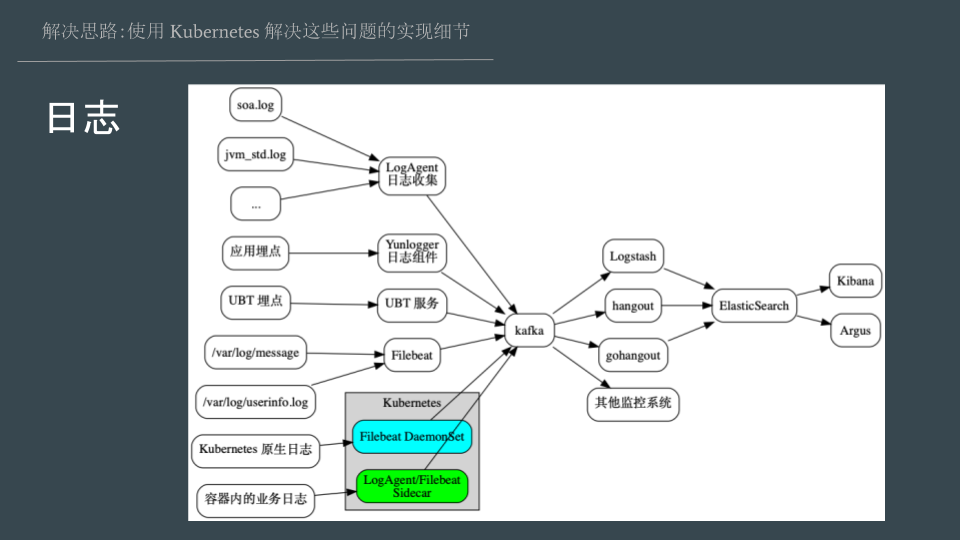 解决思路:使用 Kubernetes 解决这些问题的实现细节
日志
soa.log
jvm_std.log
...
应用埋点
UBT 埋点
/var/log/message
/var/log/userinfo.log
Kubernetes 原生日志
容器内的业务日志
LogAgent
日志收集
Yunlogger
日志组件
UBT 服务
Filebeat
Kubernetes
Filebeat DaemonSet
LogAgent/Filebeat
Sidecar
kafka
Logstash
hangout
gohangout
其他监控系统
ElasticSearch
Kibana
Argus